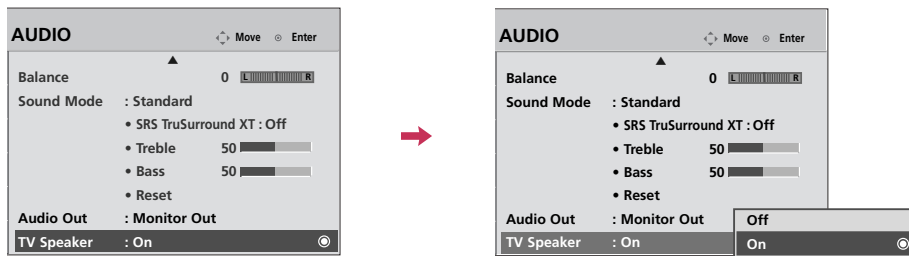 AUDIO Move Enter
Balance 0 L R
Sound Mode : Standard
• SRS TruSurround XT : Off
• Treble 50
• Bass 50
• Reset
Audio Out : Monitor Out
TV Speaker : On
AUDIO Move Enter
Balance 0 L R
Sound Mode : Standard
• SRS TruSurround XT : Off
• Treble 50
• Bass 50
• Reset
Audio Out : Monitor Out
TV Speaker : On
Off
On